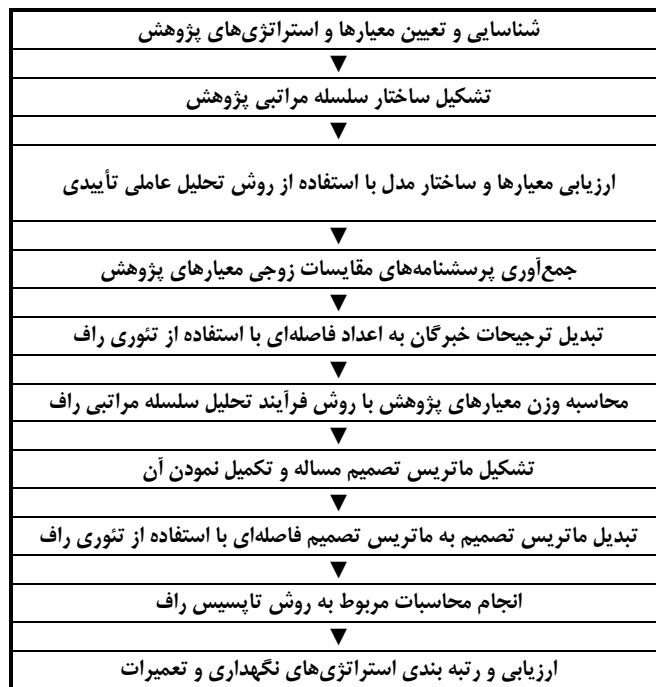 شناسایی و تعیین معیارها و استراتژی‌های پژوهش
▼
تشکیل ساختار سلسله مراتبی پژوهش
▼
ارزیابی معیارها و ساختار مدل با استفاده از روش تحلیل عاملی تأییدی
▼
جمع‌آوری پرسشنامه‌های مقایسات زوجی معیارهای پژوهش
▼
تبدیل ترجیحات خبرگان به اعداد فاصله‌ای با استفاده از تئوری راف
▼
محاسبه وزن معیارهای پژوهش با روش فرآیند تحلیل سلسله مراتبی راف
▼
تشکیل ماتریس تصمیم مساله و تکمیل نمودن آن
▼
تبدیل ماتریس تصمیم به ماتریس تصمیم فاصله‌ای با استفاده از تئوری راف
▼
انجام محاسبات مربوط به روش تاپسیس راف
▼
ارزیابی و رتبه بندی استراتژی‌های نگهداری و تعمیرات